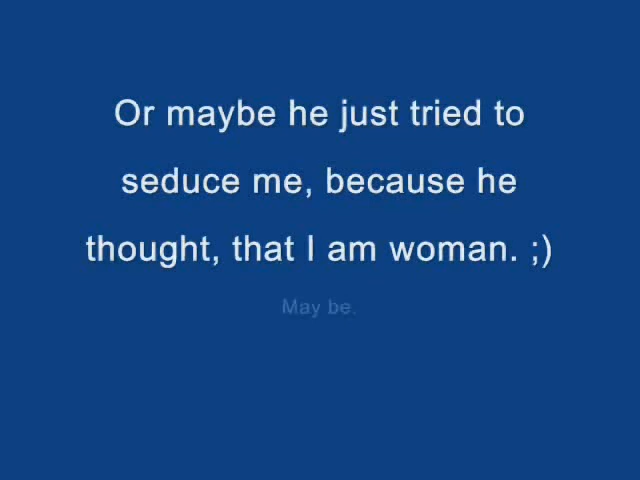 Or maybe he just tried to
seduce me, because he
thought, that I am woman. ;)
May be.